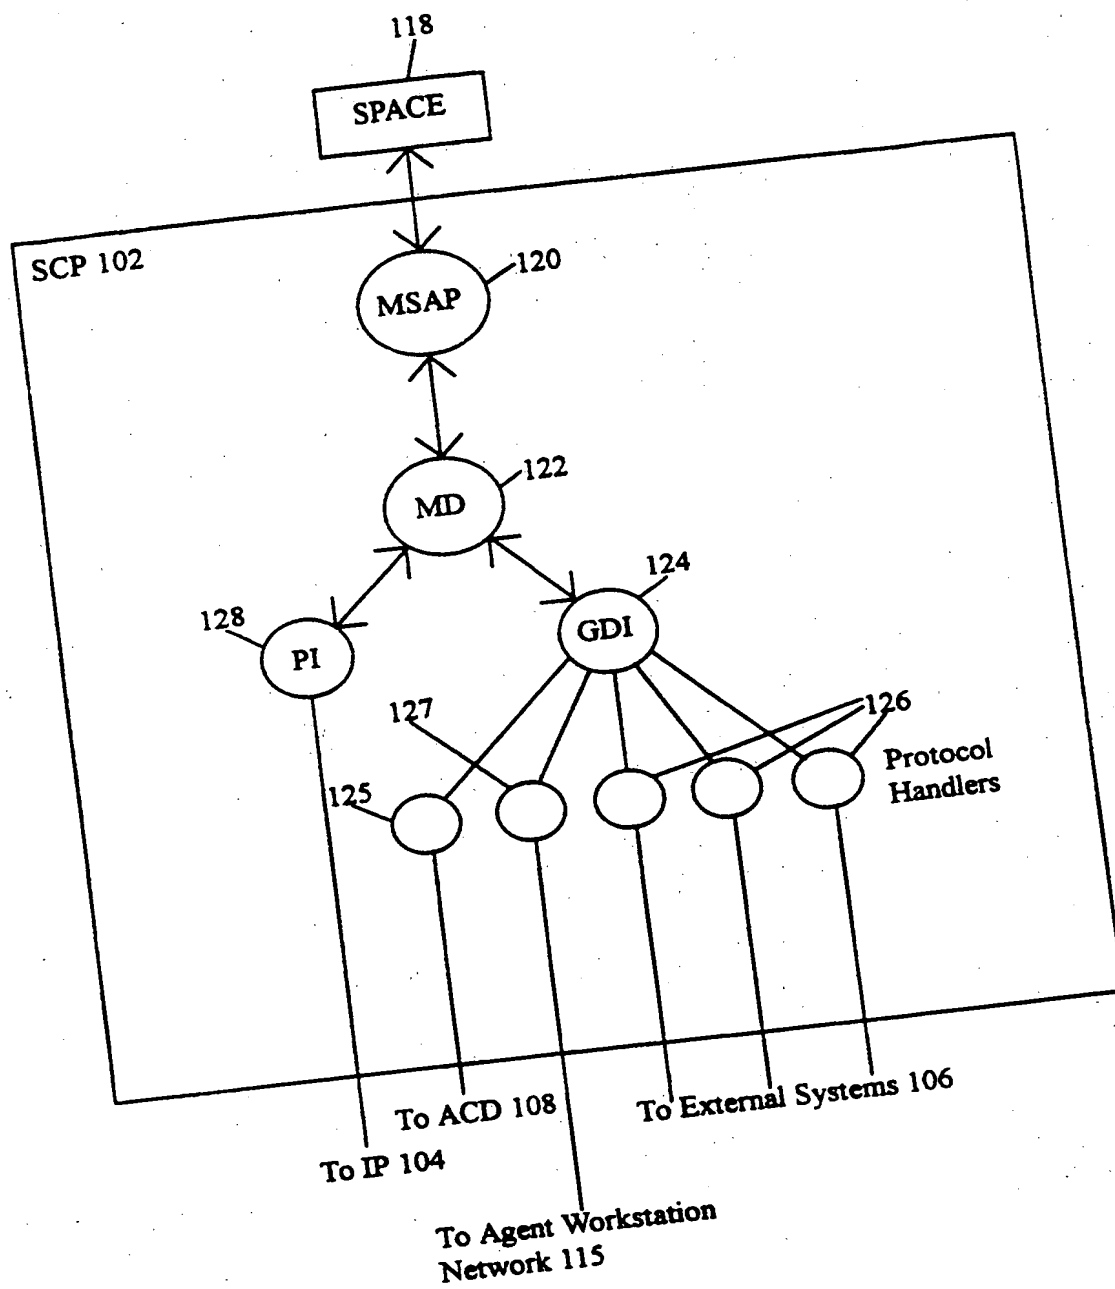 118
SPACE
SCP 102
120
MSAP
122
MD
124
128
GDI
PI
127
126
Protocol
Handlers
125
To ACD 108
To External Systems 106
To IP 104
To Agent Workstation
Network 115